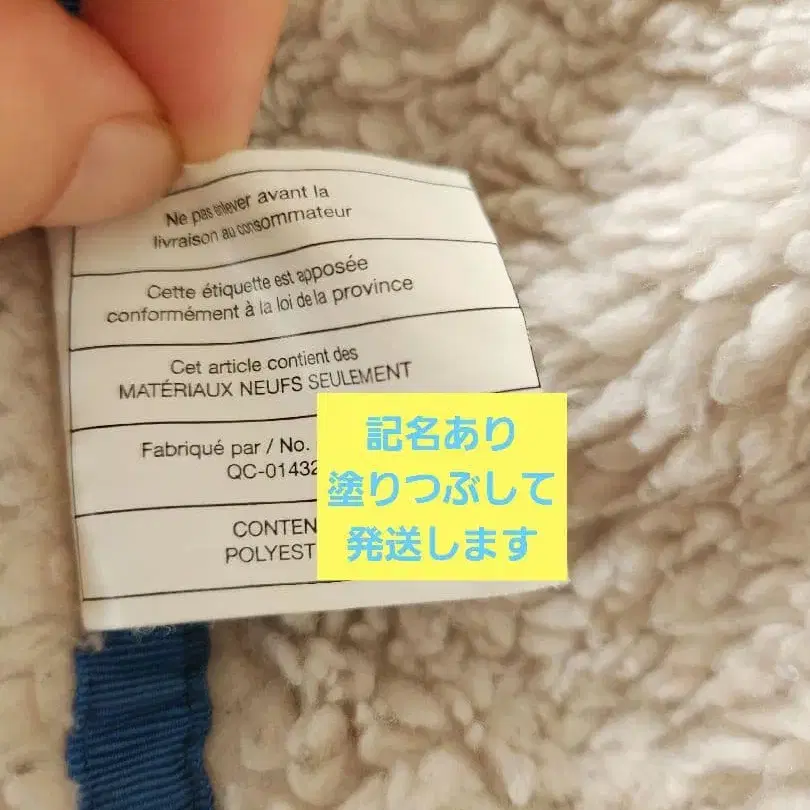 Ne pas enlever avant la
livraison au consommateur
Cette étiquette est apposée
conformément à la loi de la province
Cet article contient des
MATÉRIAUX NEUFS SEULEMENT
Fabriqué par / No.
QC-01432
CONTEN
POLYEST
記名あり
塗りつぶして
発送します